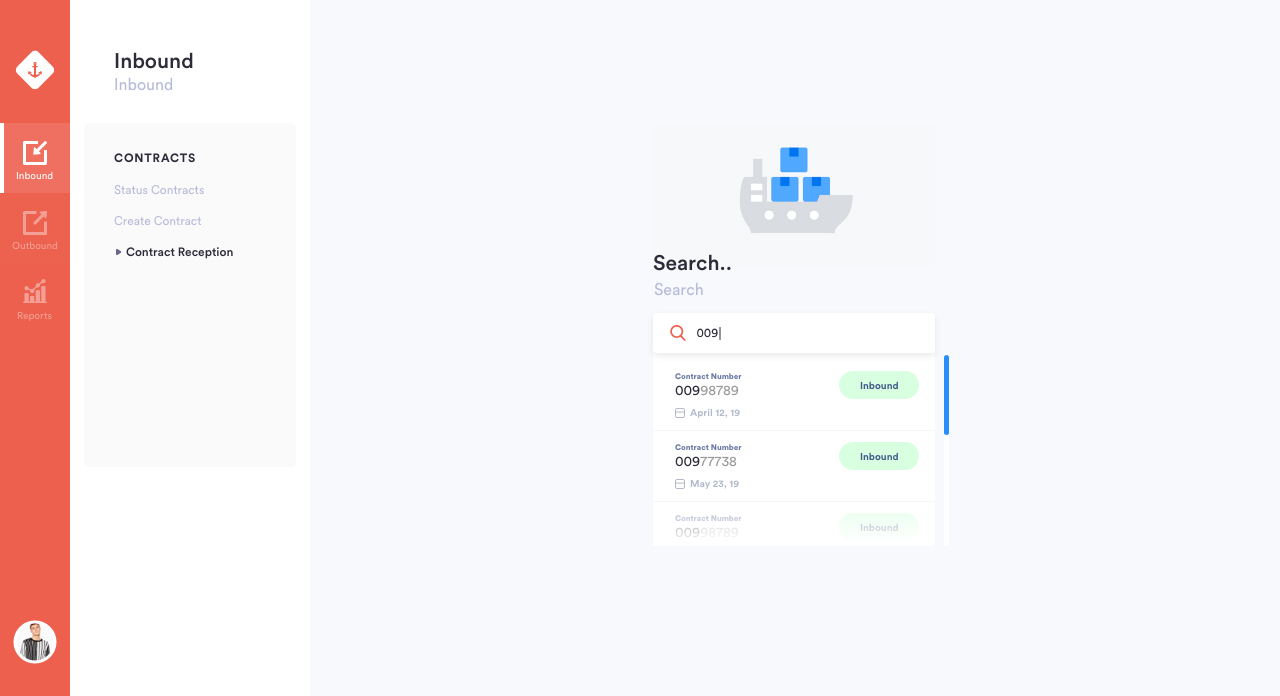 Inbound
Outbound
Reports
Inbound
Inbound
CONTRACTS
Status Contracts
Create Contract
Contract Reception
Search..
Search
009
Contract Number
00998789
Inbound
April 12, 19
Contract Number
00977738
Inbound
May 23, 19
Contract Number
00998789
Inbound